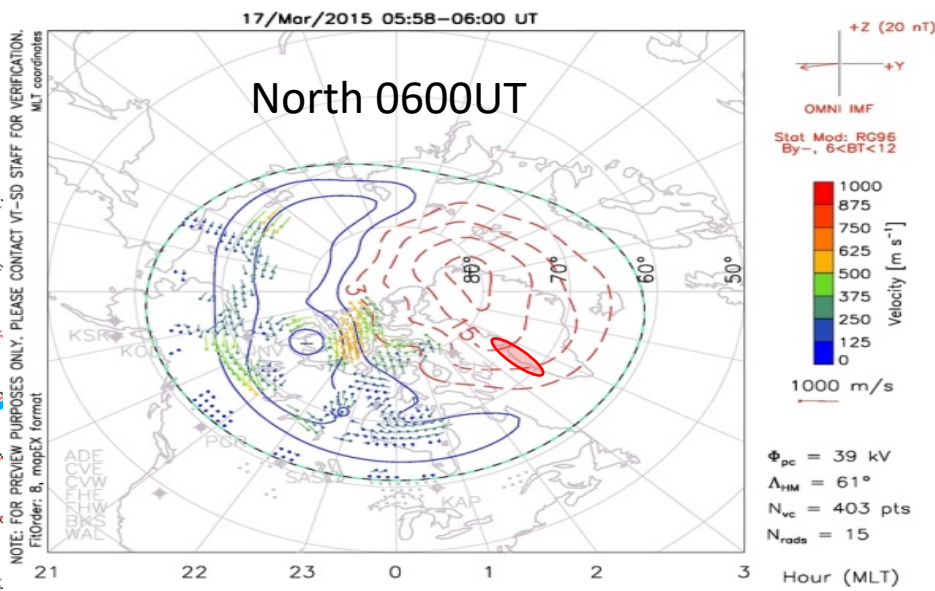 17/Mar/2015 05:58-06:00 UT
NOTE: FOR PREVIEW PURPOSES ONLY. PLEASE CONTACT VT-SD STAFF FOR VERIFICATION.
FitOrder: 8, mapEX format
MLT coordinates
North 0600UT
+Z (20 nT)
+Y
OMNI IMF
Stat Mod: RG96
By-, 6<BT<12
1000
875
750
625
500
375
250
125
0
Velocity [m s⁻¹]
1000 m/s
Φpc = 39 kV
ΛHM = 61°
Nvc = 403 pts
Nrads = 15
80°
70°
60°
50°
3
15
KSR
KOD
INV
PGR
SAS
KAP
ADE
CVE
CVW
FHE
FHW
BKS
WAL
21 22 23 0 1 2 3
Hour (MLT)